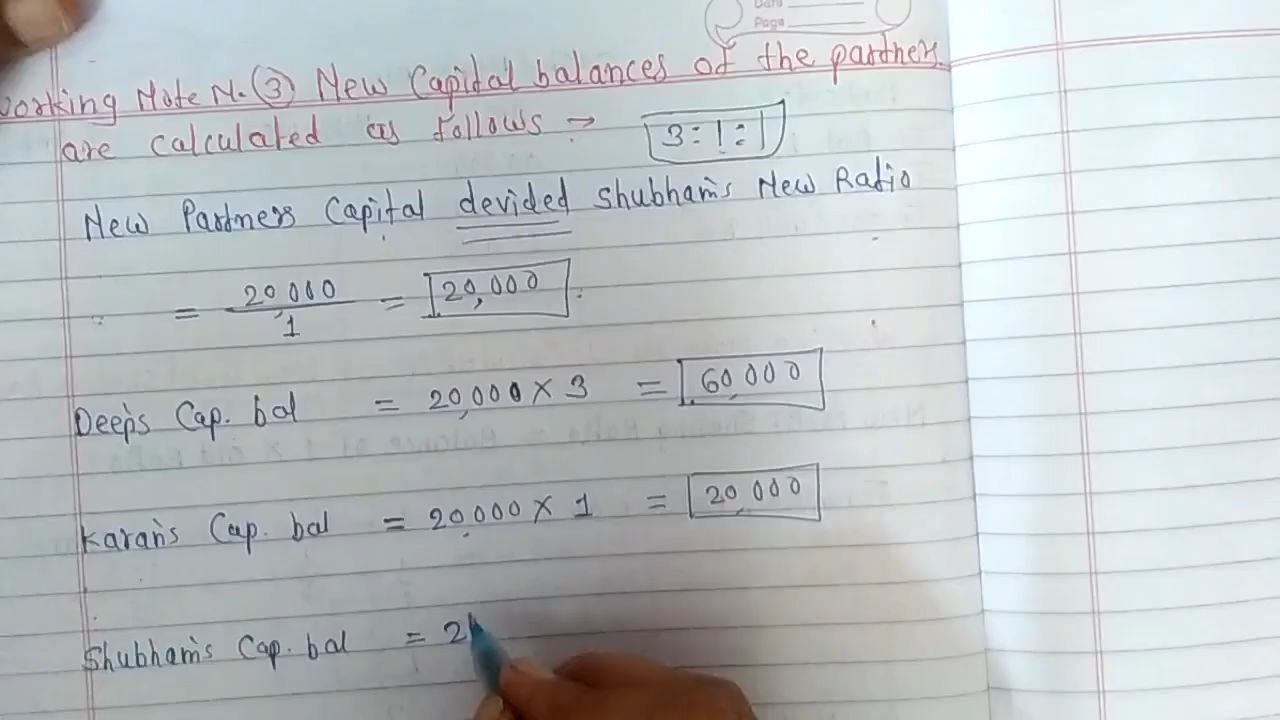 Date
Page
Working Note N. ③ New Capital balances of the partners
are calculated as follows → 3:1:1
New Partners Capital devided Shubham's New Ratio
= 20,000 / 1 = 20,000
Deep's Cap. bal = 20,000 × 3 = 60,000
Karan's Cap. bal = 20,000 × 1 = 20,000
Shubham's Cap. bal = 2